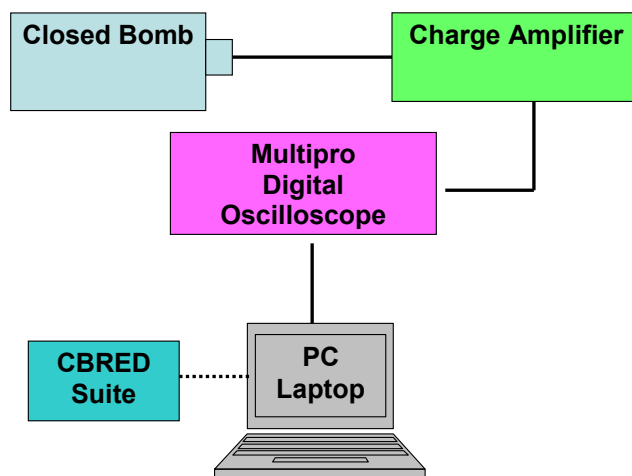 Closed Bomb
Charge Amplifier
Multipro
Digital
Oscilloscope
CBRED
Suite
PC
Laptop